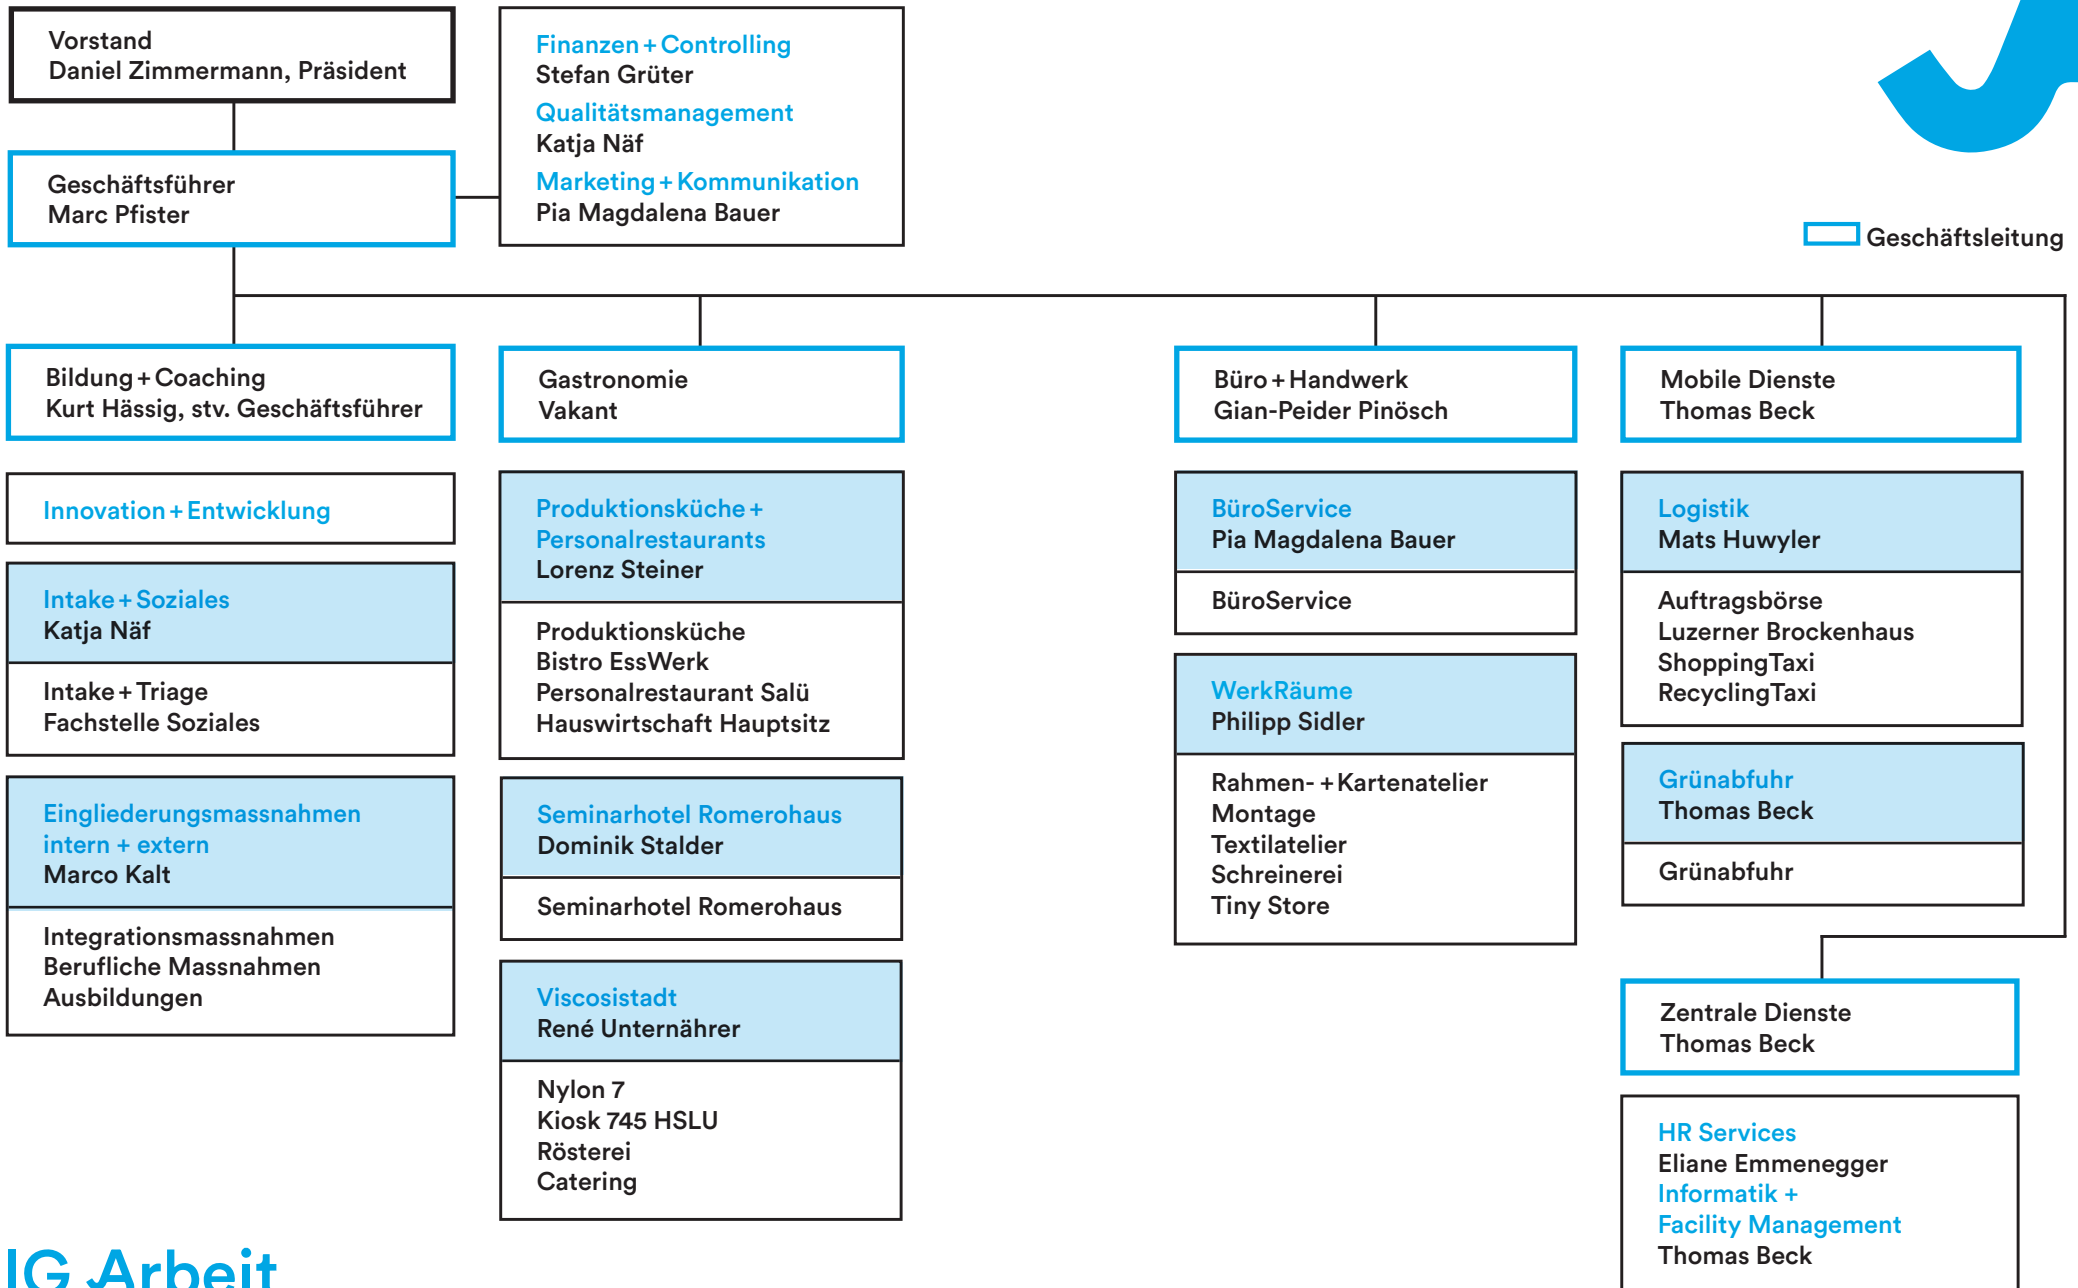 Vorstand
Daniel Zimmermann, Präsident
Finanzen + Controlling
Stefan Grüter
Qualitätsmanagement
Katja Näf
Marketing + Kommunikation
Pia Magdalena Bauer
Geschäftsführer
Marc Pfister
Geschäftsleitung
Bildung + Coaching
Kurt Hässig, stv. Geschäftsführer
Innovation + Entwicklung
Intake + Soziales
Katja Näf
Intake + Triage
Fachstelle Soziales
Eingliederungsmassnahmen
intern + extern
Marco Kalt
Integrationsmassnahmen
Berufliche Massnahmen
Ausbildungen
Gastronomie
Vakant
Produktionsküche +
Personalrestaurants
Lorenz Steiner
Produktionsküche
Bistro EssWerk
Personalrestaurant Salü
Hauswirtschaft Hauptsitz
Seminarhotel Romerohaus
Dominik Stalder
Seminarhotel Romerohaus
Viscosistadt
René Unternährer
Nylon 7
Kiosk 745 HSLU
Rösterei
Catering
Büro + Handwerk
Gian-Peider Pinösch
BüroService
Pia Magdalena Bauer
BüroService
WerkRäume
Philipp Sidler
Rahmen- + Kartenatelier
Montage
Textilatelier
Schreinerei
Tiny Store
Mobile Dienste
Thomas Beck
Logistik
Mats Huwyler
Auftragsbörse
Luzerner Brockenhaus
ShoppingTaxi
RecyclingTaxi
Grünabfuhr
Thomas Beck
Grünabfuhr
Zentrale Dienste
Thomas Beck
HR Services
Eliane Emmenegger
Informatik +
Facility Management
Thomas Beck
IG Arbeit